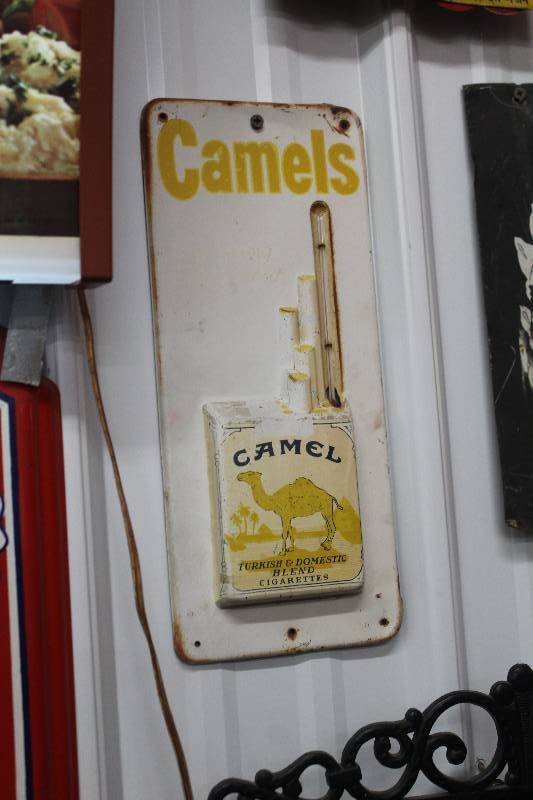 Camels
CAMEL
TURKISH & DOMESTIC
BLEND
CIGARETTES